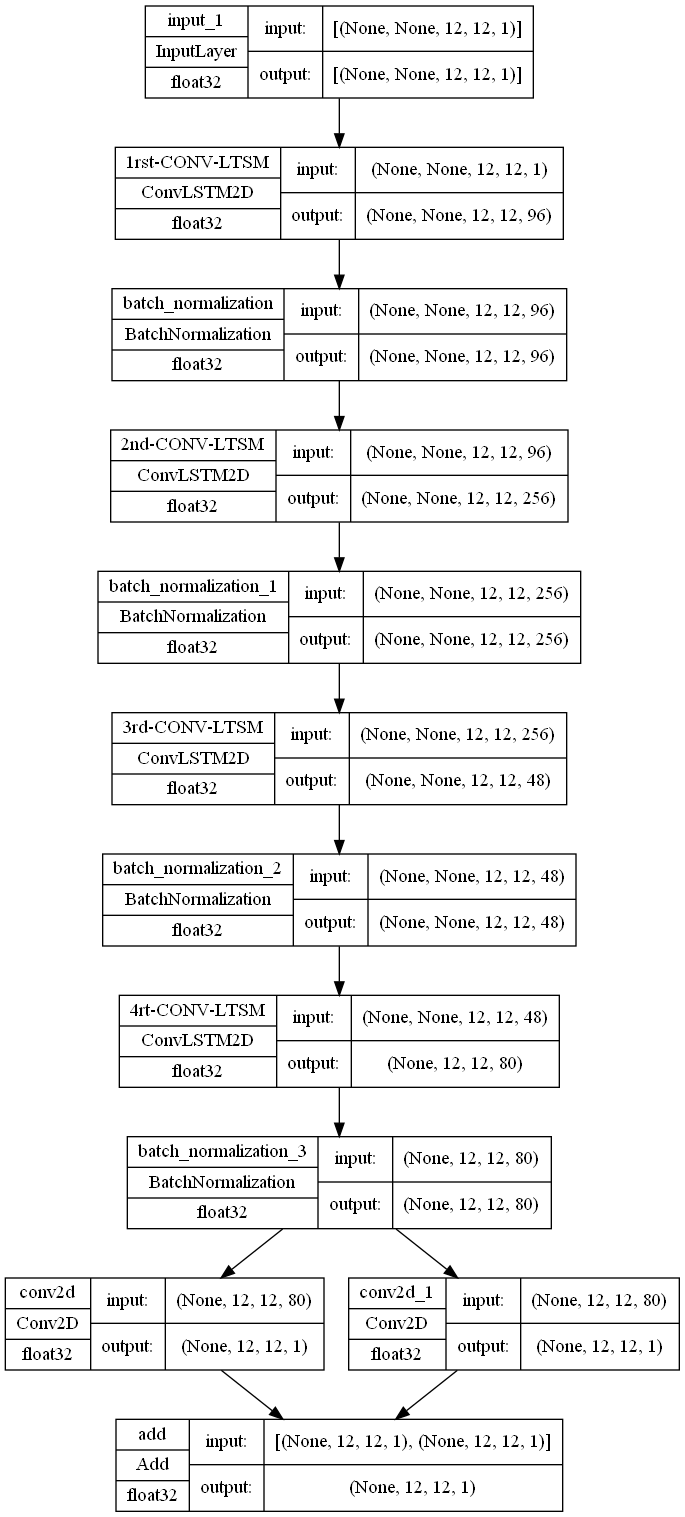 input_1
InputLayer
float32
input:
[(None, None, 12, 12, 1)]
output:
[(None, None, 12, 12, 1)]
1rst-CONV-LTSM
ConvLSTM2D
float32
input:
(None, None, 12, 12, 1)
output:
(None, None, 12, 12, 96)
batch_normalization
BatchNormalization
float32
input:
(None, None, 12, 12, 96)
output:
(None, None, 12, 12, 96)
2nd-CONV-LTSM
ConvLSTM2D
float32
input:
(None, None, 12, 12, 96)
output:
(None, None, 12, 12, 256)
batch_normalization_1
BatchNormalization
float32
input:
(None, None, 12, 12, 256)
output:
(None, None, 12, 12, 256)
3rd-CONV-LTSM
ConvLSTM2D
float32
input:
(None, None, 12, 12, 256)
output:
(None, None, 12, 12, 48)
batch_normalization_2
BatchNormalization
float32
input:
(None, None, 12, 12, 48)
output:
(None, None, 12, 12, 48)
4rt-CONV-LTSM
ConvLSTM2D
float32
input:
(None, None, 12, 12, 48)
output:
(None, 12, 12, 80)
batch_normalization_3
BatchNormalization
float32
input:
(None, 12, 12, 80)
output:
(None, 12, 12, 80)
conv2d
Conv2D
float32
input:
(None, 12, 12, 80)
output:
(None, 12, 12, 1)
conv2d_1
Conv2D
float32
input:
(None, 12, 12, 80)
output:
(None, 12, 12, 1)
add
Add
float32
input:
[(None, 12, 12, 1), (None, 12, 12, 1)]
output:
(None, 12, 12, 1)